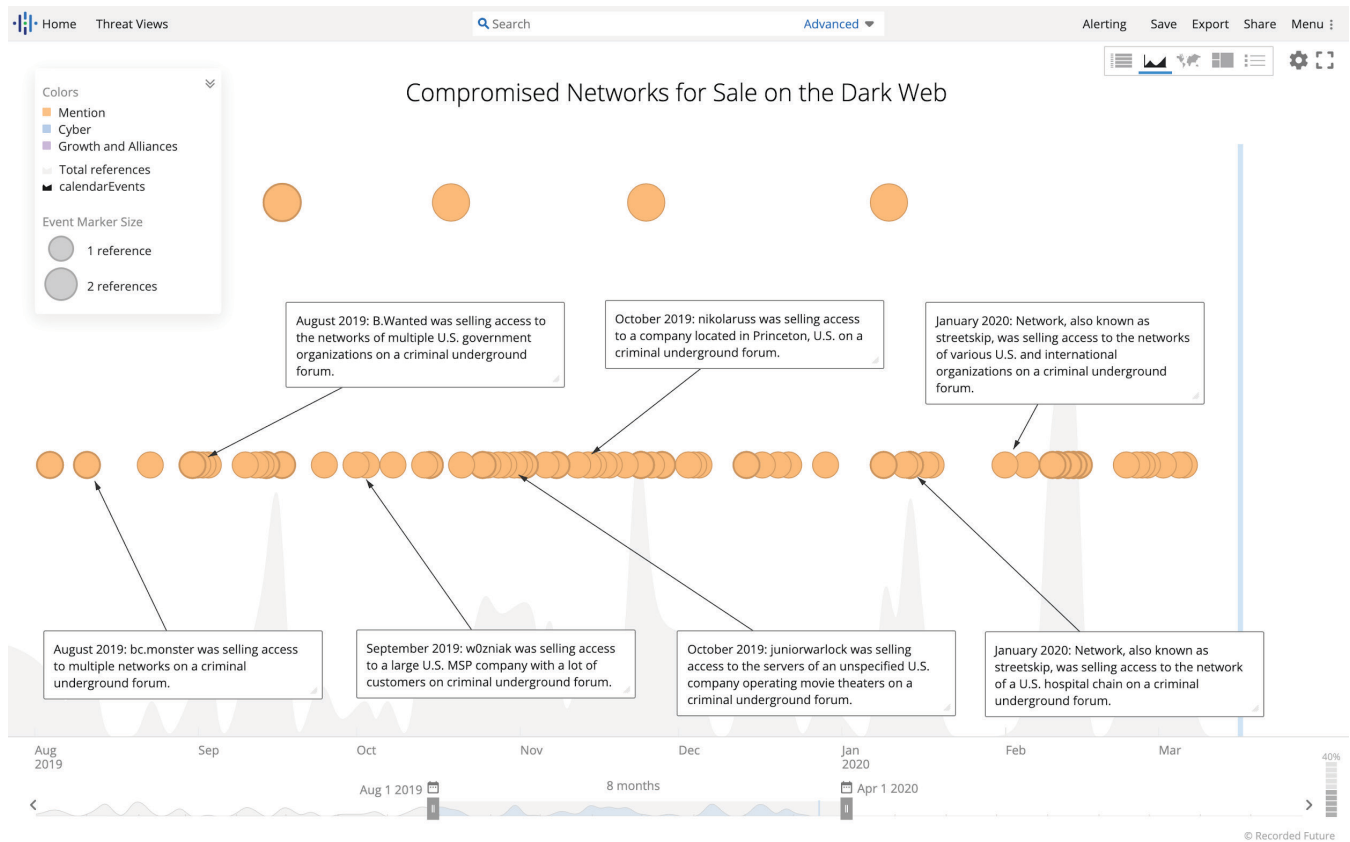 Home Threat Views Search Advanced Alerting Save Export Share Menu
Compromised Networks for Sale on the Dark Web
Colors
Mention
Cyber
Growth and Alliances
Total references
calendarEvents
Event Marker Size
1 reference
2 references
August 2019: B.Wanted was selling access to
the networks of multiple U.S. government
organizations on a criminal underground
forum.
October 2019: nikolaruss was selling access
to a company located in Princeton, U.S. on a
criminal underground forum.
January 2020: Network, also known as
streetskip, was selling access to the networks
of various U.S. and international
organizations on a criminal underground
forum.
August 2019: bc.monster was selling access
to multiple networks on a criminal
underground forum.
September 2019: w0zniak was selling access
to a large U.S. MSP company with a lot of
customers on criminal underground forum.
October 2019: juniorwarlock was selling
access to the servers of an unspecified U.S.
company operating movie theaters on a
criminal underground forum.
January 2020: Network, also known as
streetskip, was selling access to the network
of a U.S. hospital chain on a criminal
underground forum.
Aug Sep Oct Nov Dec Jan Feb Mar
2019 2020
40%
Aug 1 2019 8 months Apr 1 2020
© Recorded Future